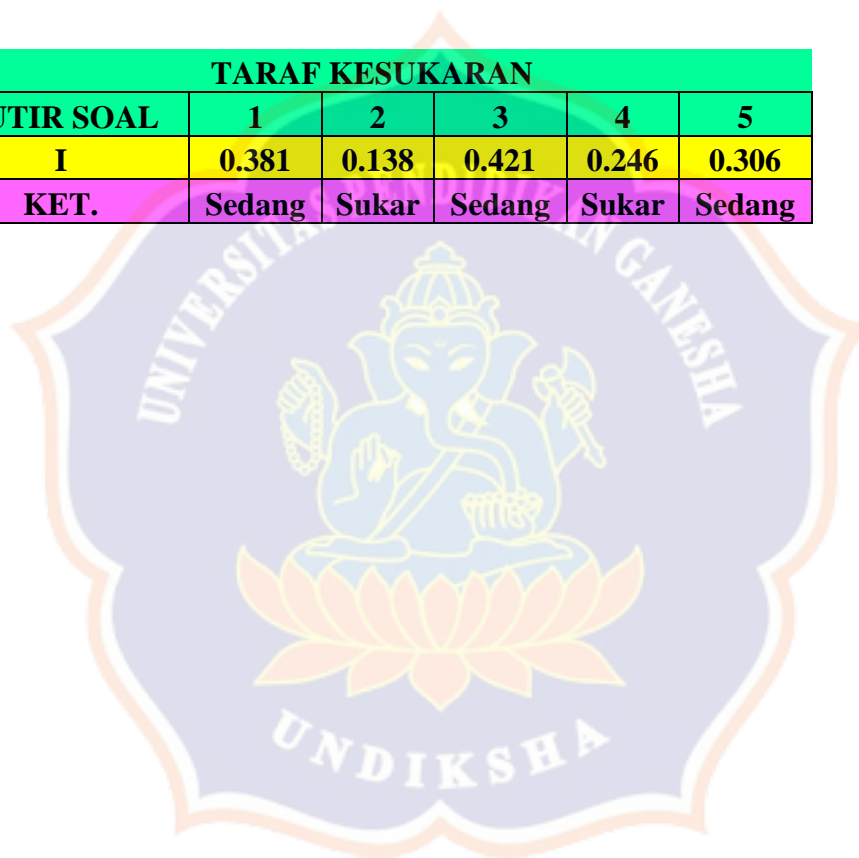 TARAF KESUKARAN
UTIR SOAL 1 2 3 4 5
I 0.381 0.138 0.421 0.246 0.306
KET. Sedang Sukar Sedang Sukar Sedang
UNIVERSITAS PENDIDIKAN GANESHA
UNDIKSHA